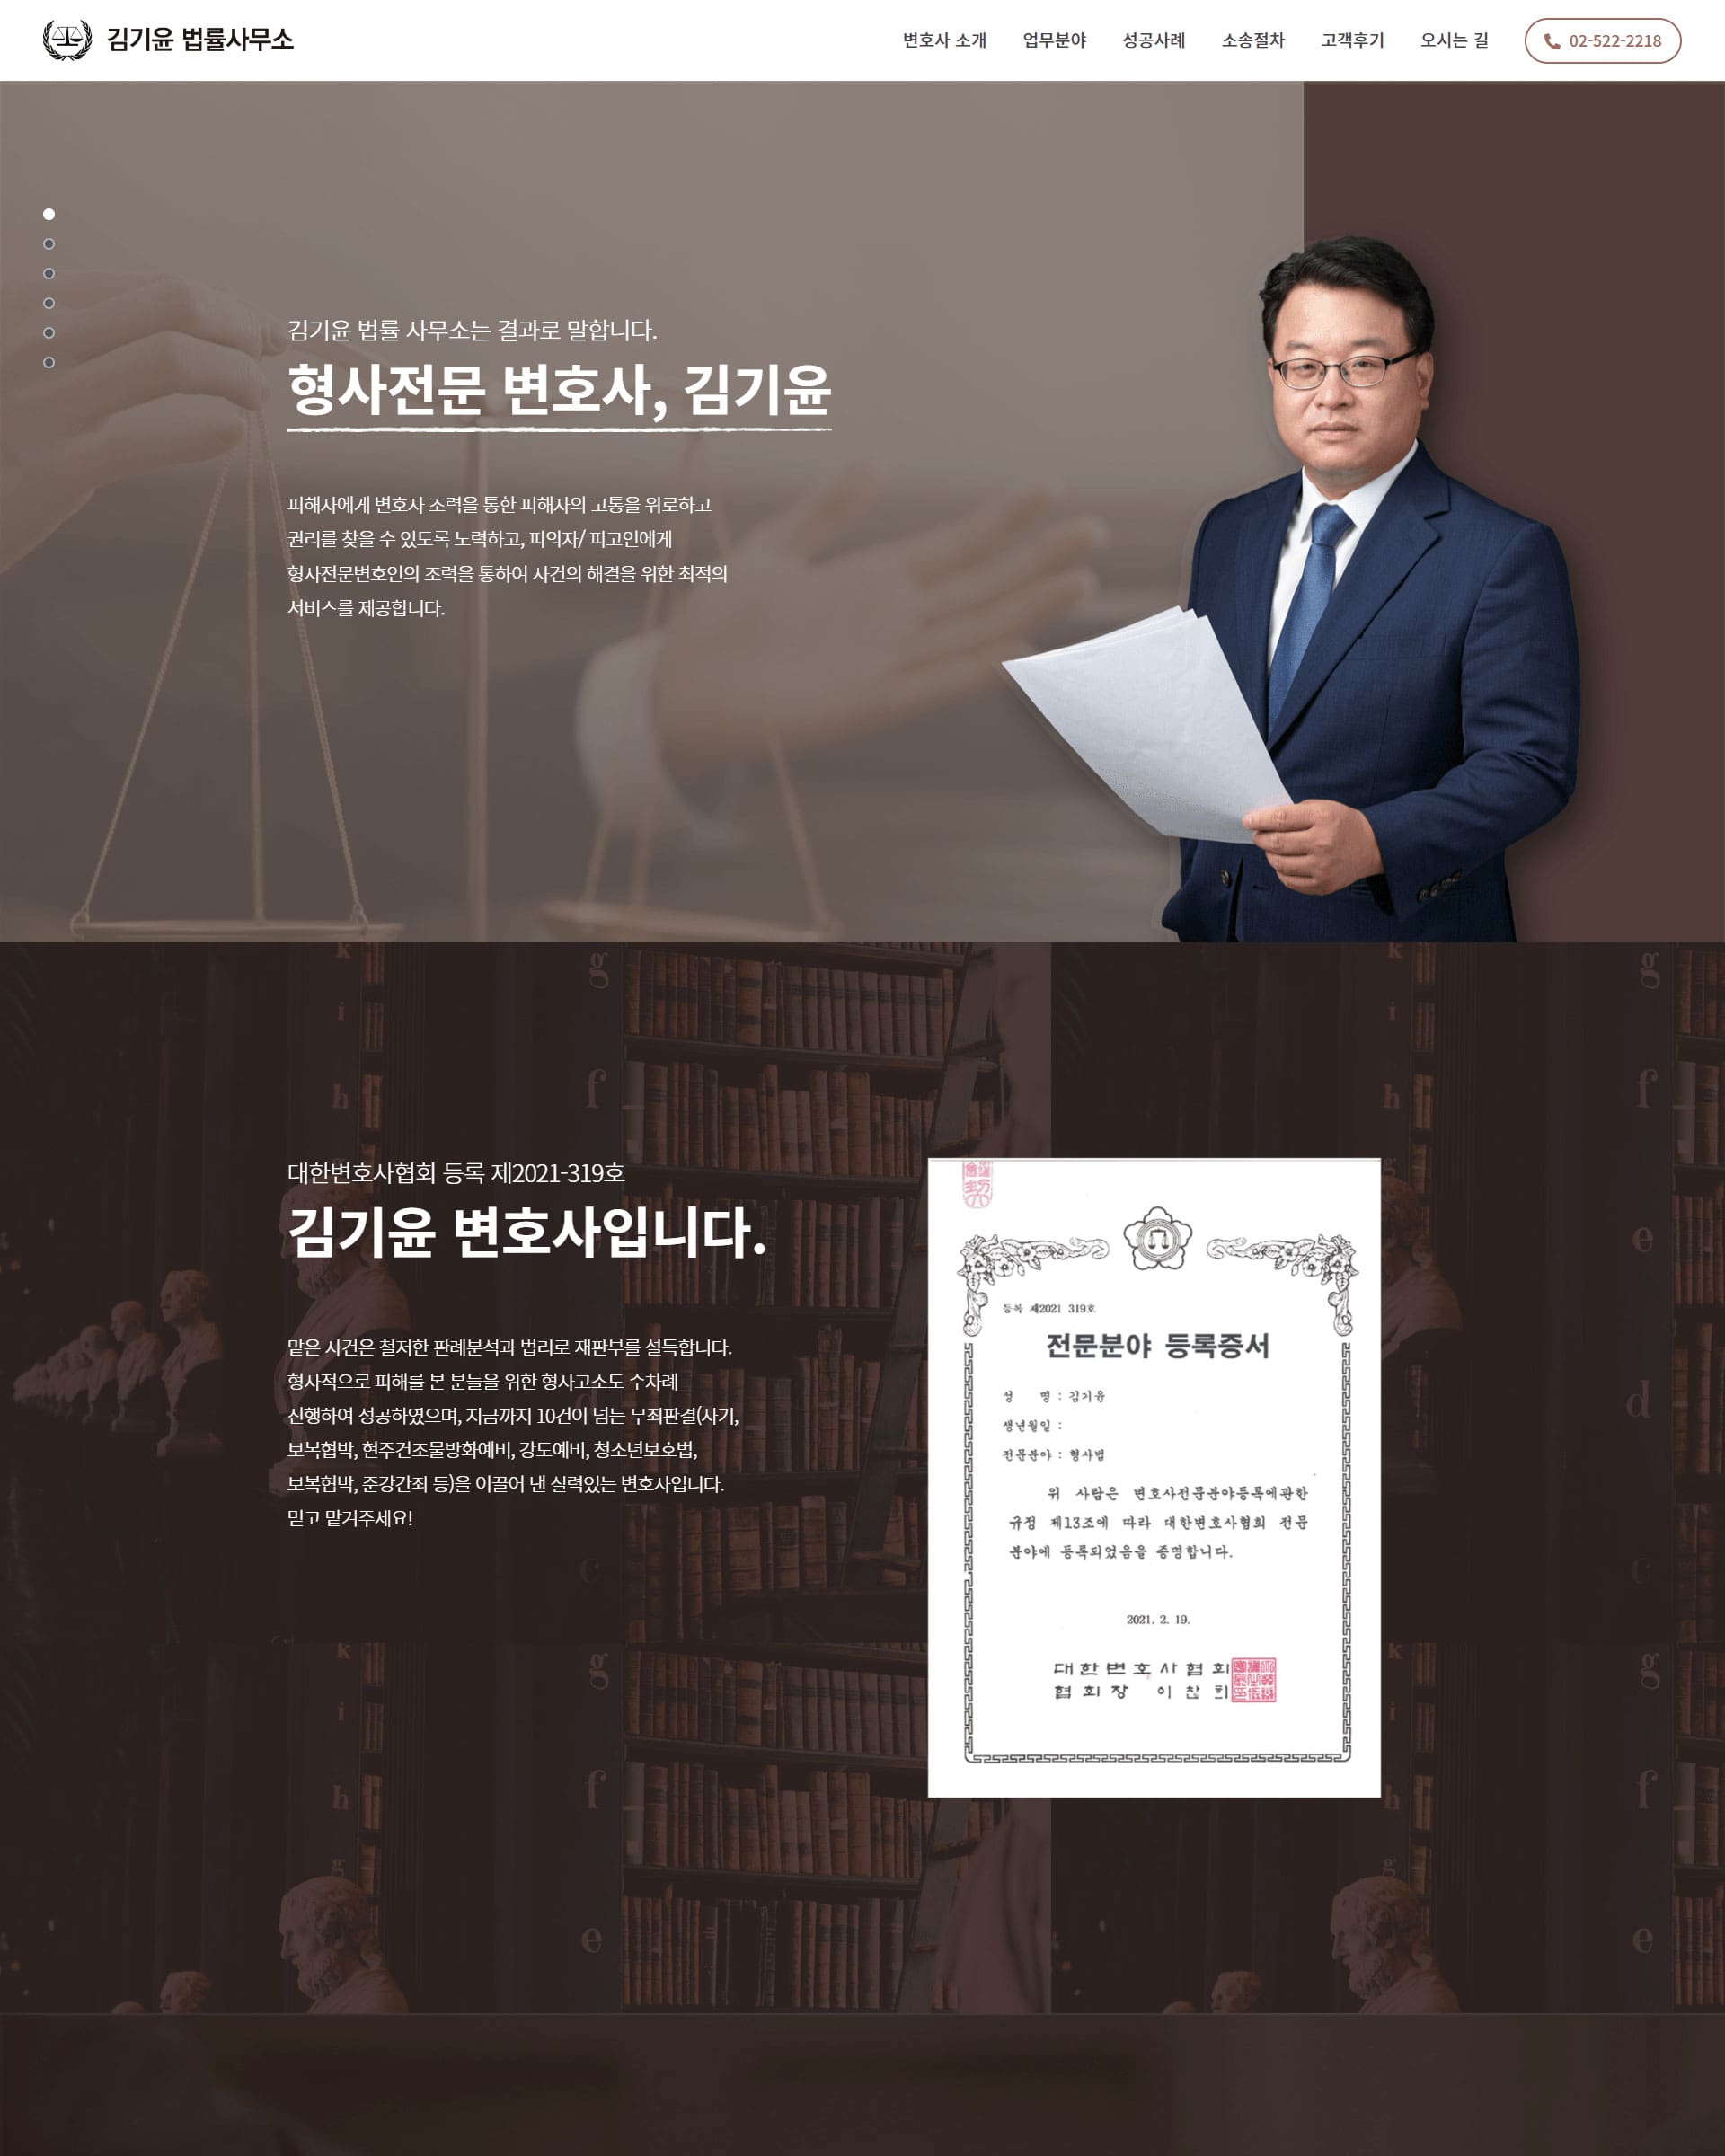 김기윤 법률사무소
변호사 소개 업무분야 성공사례 소송절차 고객후기 오시는 길 02-522-2218
김기윤 법률 사무소는 결과로 말합니다.
형사전문 변호사, 김기윤
피해자에게 변호사 조력을 통한 피해자의 고통을 위로하고
권리를 찾을 수 있도록 노력하고, 피의자/ 피고인에게
형사전문변호인의 조력을 통하여 사건의 해결을 위한 최적의
서비스를 제공합니다.
대한변호사협회 등록 제2021-319호
김기윤 변호사입니다.
맡은 사건은 철저한 판례분석과 법리로 재판부를 설득합니다.
형사적으로 피해를 본 분들을 위한 형사고소도 수차례
진행하여 성공하였으며, 지금까지 10건이 넘는 무죄판결(사기,
보복협박, 현주건조물방화예비, 강도예비, 청소년보호법,
보복협박, 준강간죄 등)을 이끌어 낸 실력있는 변호사입니다.
믿고 맡겨주세요!
등록 제2021 319호
전문분야 등록증서
성 명 : 김기윤
생년월일 :
전문분야 : 형사법
위 사람은 변호사전문분야등록에관한
규정 제13조에 따라 대한변호사협회 전문
분야에 등록되었음을 증명합니다.
2021. 2. 19.
대한변호사협회
협회장 이찬희
k
g
i
f
h
e
d
c